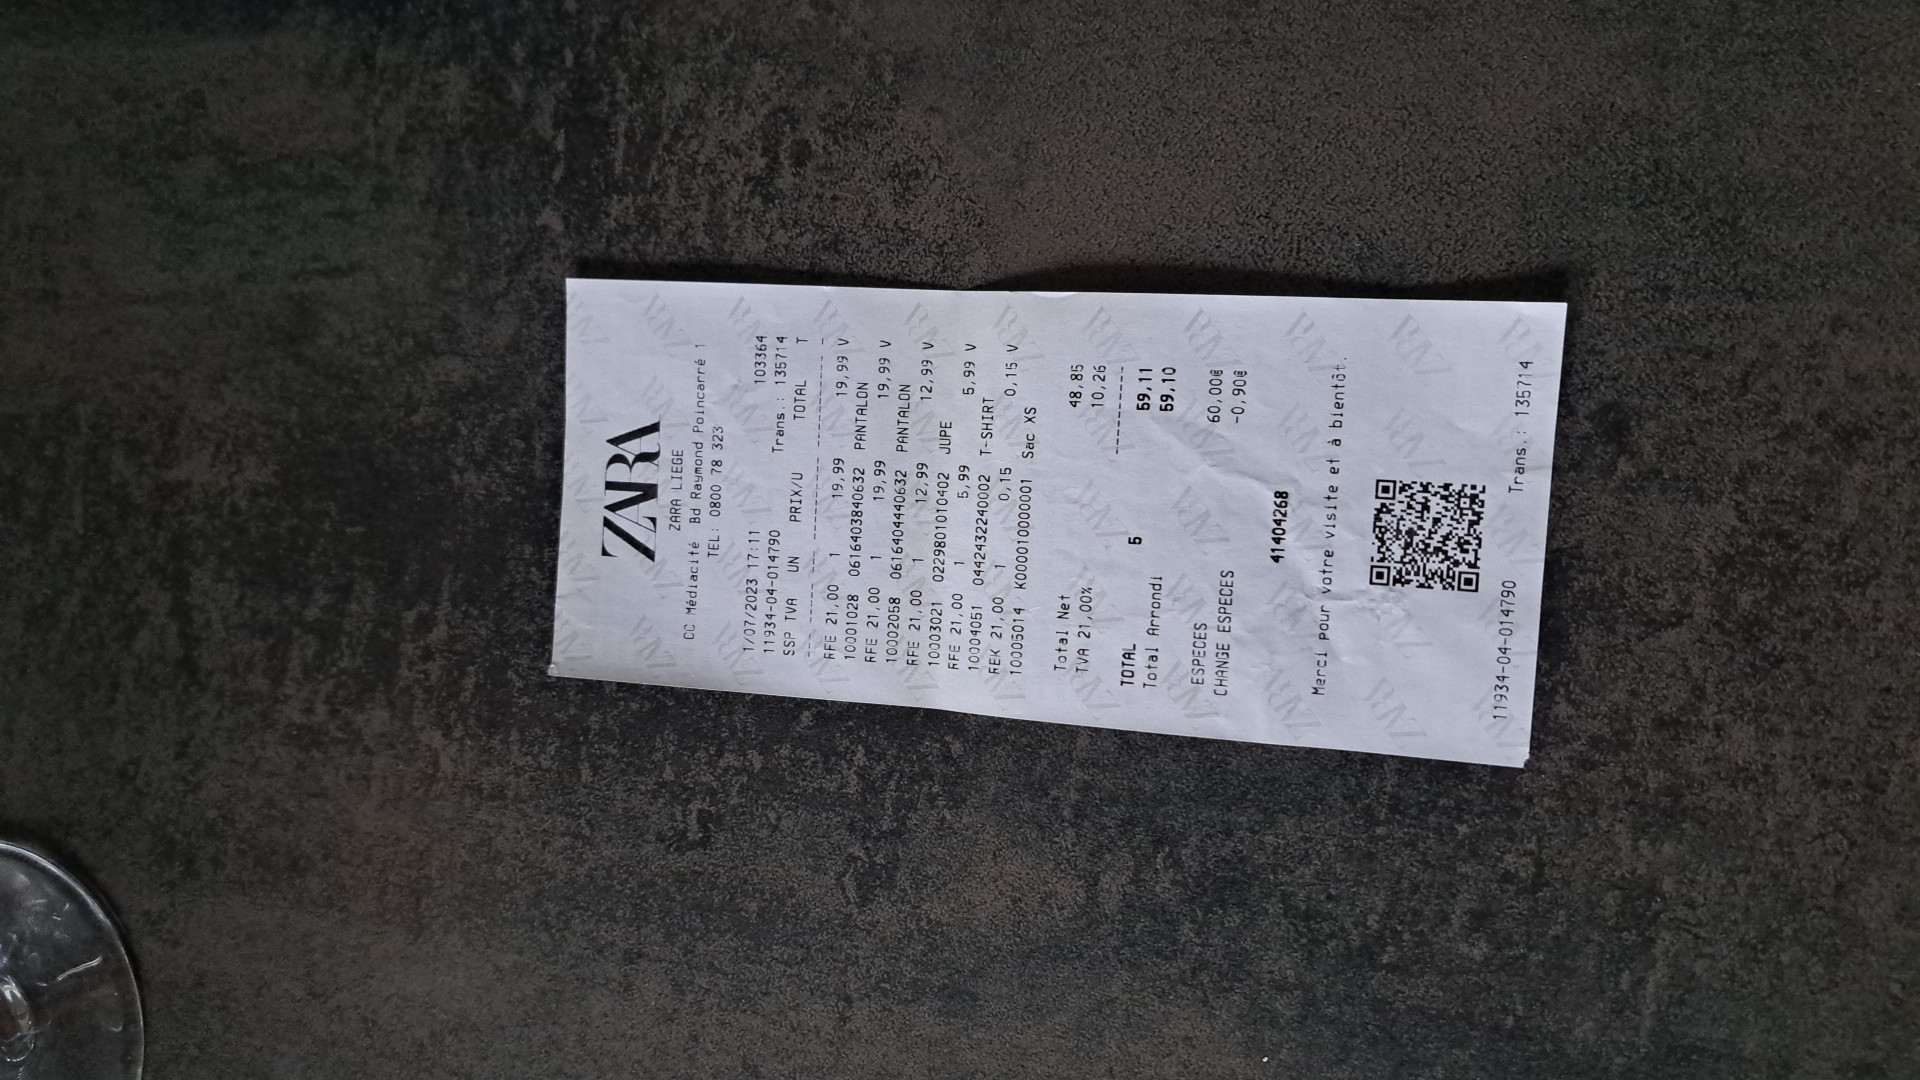 ZARA
ZARA LIEGE
CC Médiacité Bd Raymond Poincarré 1
TEL: 0800 78 323
1/07/2023 17:11 103364
11934-04-014790 Trans.: 135714
SSP TVA UN PRIX/U TOTAL T
RFE 21,00 1 19,99 19,99 V
10001028 0616403840632 PANTALON
RFE 21,00 1 19,99 19,99 V
10002058 0616404440632 PANTALON
RFE 21,00 1 12,99 12,99 V
10003021 0229801010402 JUPE
RFE 21,00 1 5,99 5,99 V
10004051 0442432240002 T-SHIRT
REK 21,00 1 0,15 0,15 V
10005014 K0000100000001 Sac XS
Total Net 48,85
TVA 21,00% 10,26
TOTAL 5 59,11
Total Arrondi 59,10
ESPECES 60,00@
CHANGE ESPECES -0,90@
41404268
Merci pour votre visite et à bientôt.
11934-04-014790 Trans.: 135714